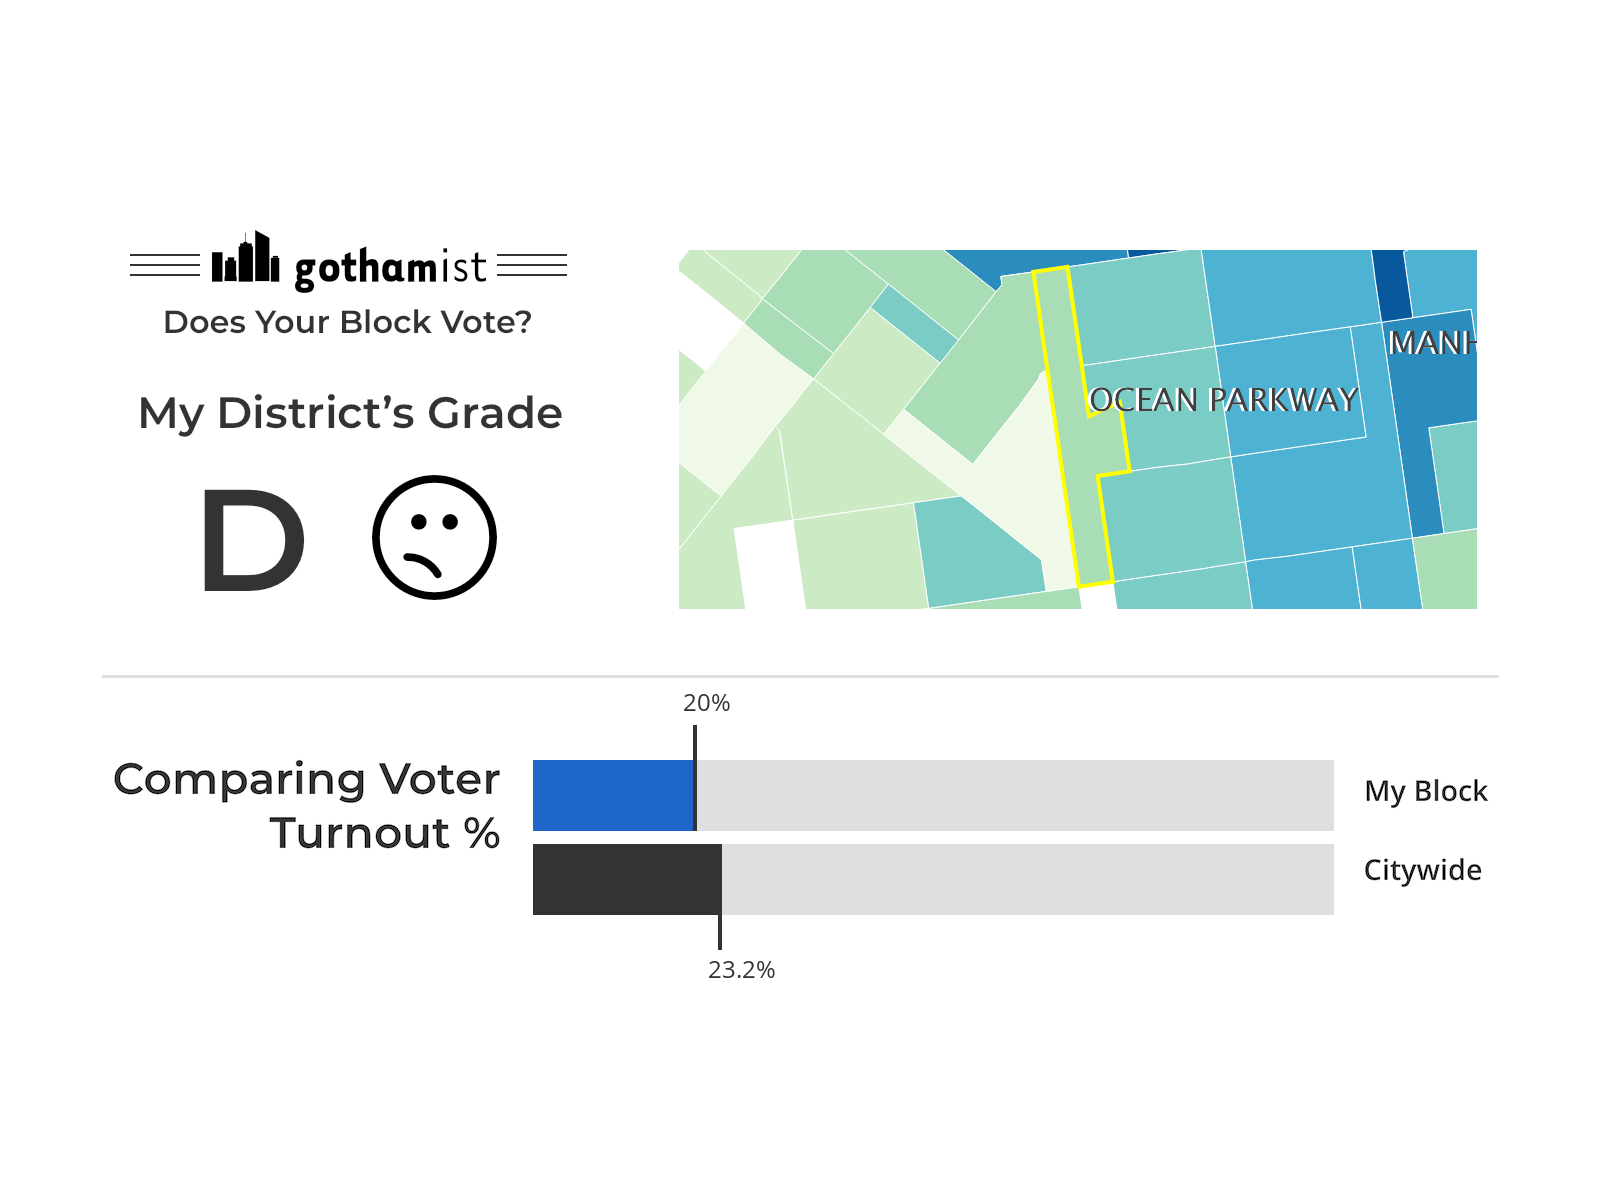 gothamist
Does Your Block Vote?
My District’s Grade
D
OCEAN PARKWAY
MANH
20%
Comparing Voter
Turnout %
My Block
Citywide
23.2%